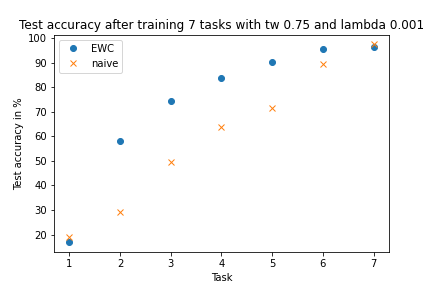 Test accuracy after training 7 tasks with tw 0.75 and lambda 0.001
100
90
80
70
60
50
40
30
20
Test accuracy in %
EWC
naive
1 2 3 4 5 6 7
Task